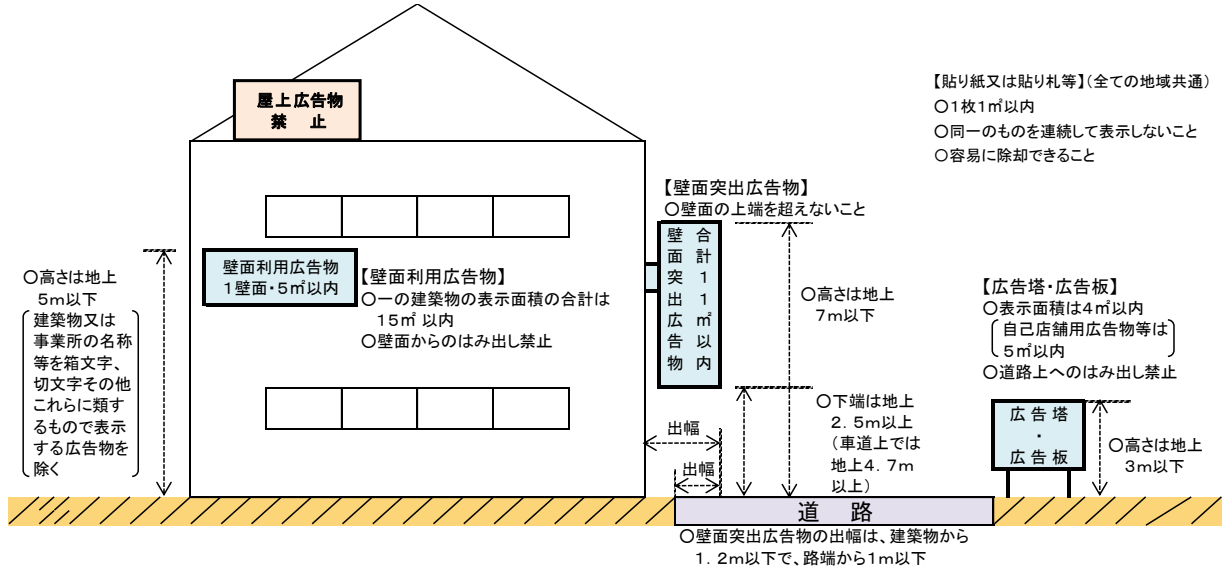 屋上広告物
禁 止
【貼り紙又は貼り札等】(全ての地域共通)
○1枚1㎡以内
○同一のものを連続して表示しないこと
○容易に除却できること
【壁面突出広告物】
○壁面の上端を超えないこと
壁面突出広告物
合計11㎡以内
○高さは地上
7m以下
○高さは地上
5m以下
建築物又は
事業所の名称
等を箱文字、
切文字その他
これらに類す
るもので表示
する広告物を
除く
壁面利用広告物
1壁面・5㎡以内
【壁面利用広告物】
○一の建築物の表示面積の合計は
15㎡ 以内
○壁面からのはみ出し禁止
【広告塔・広告板】
○表示面積は4㎡以内
自己店舗用広告物等は
5㎡以内
○道路上へのはみ出し禁止
広 告 塔
・
広 告 板
○高さは地上
3m以下
○下端は地上
2.5m以上
(車道上では
地上4.7m
以上)
出幅
出幅
道 路
○壁面突出広告物の出幅は、建築物から
1.2m以下で、路端から1m以下